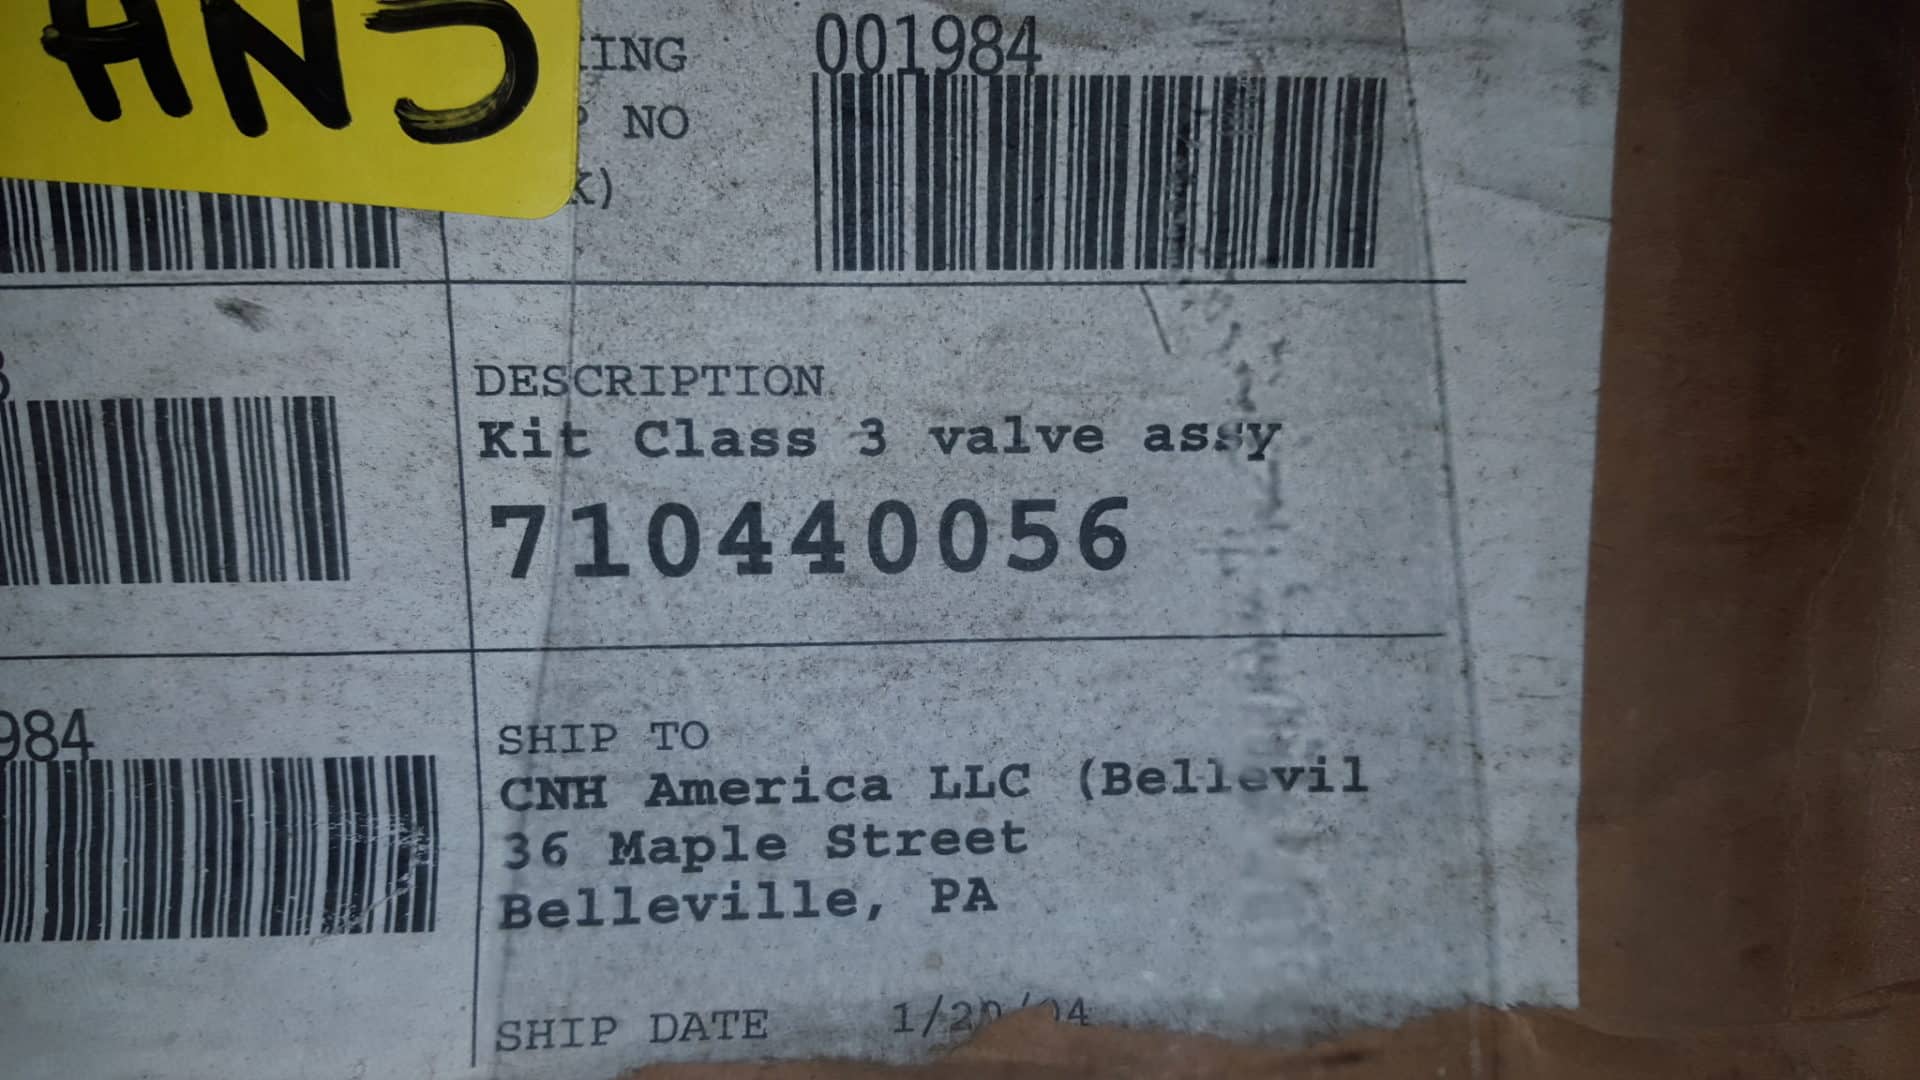 ANS
001984
NO
DESCRIPTION
Kit Class 3 valve assy
710440056
984
SHIP TO
CNH America LLC (Bellevil
36 Maple Street
Belleville, PA
SHIP DATE